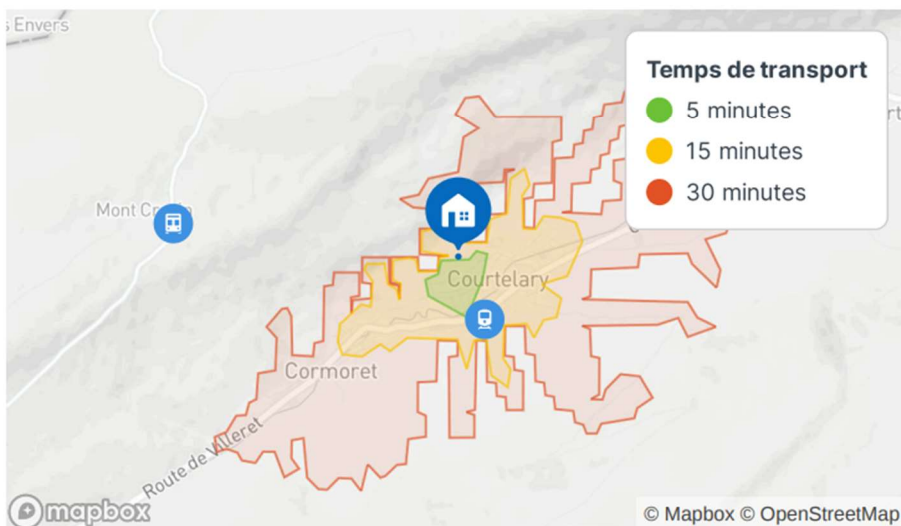 s Envers
Temps de transport
5 minutes
15 minutes
30 minutes
Mont
Courtelary
Cormoret
Route de Villeret
mapbox
© Mapbox © OpenStreetMap